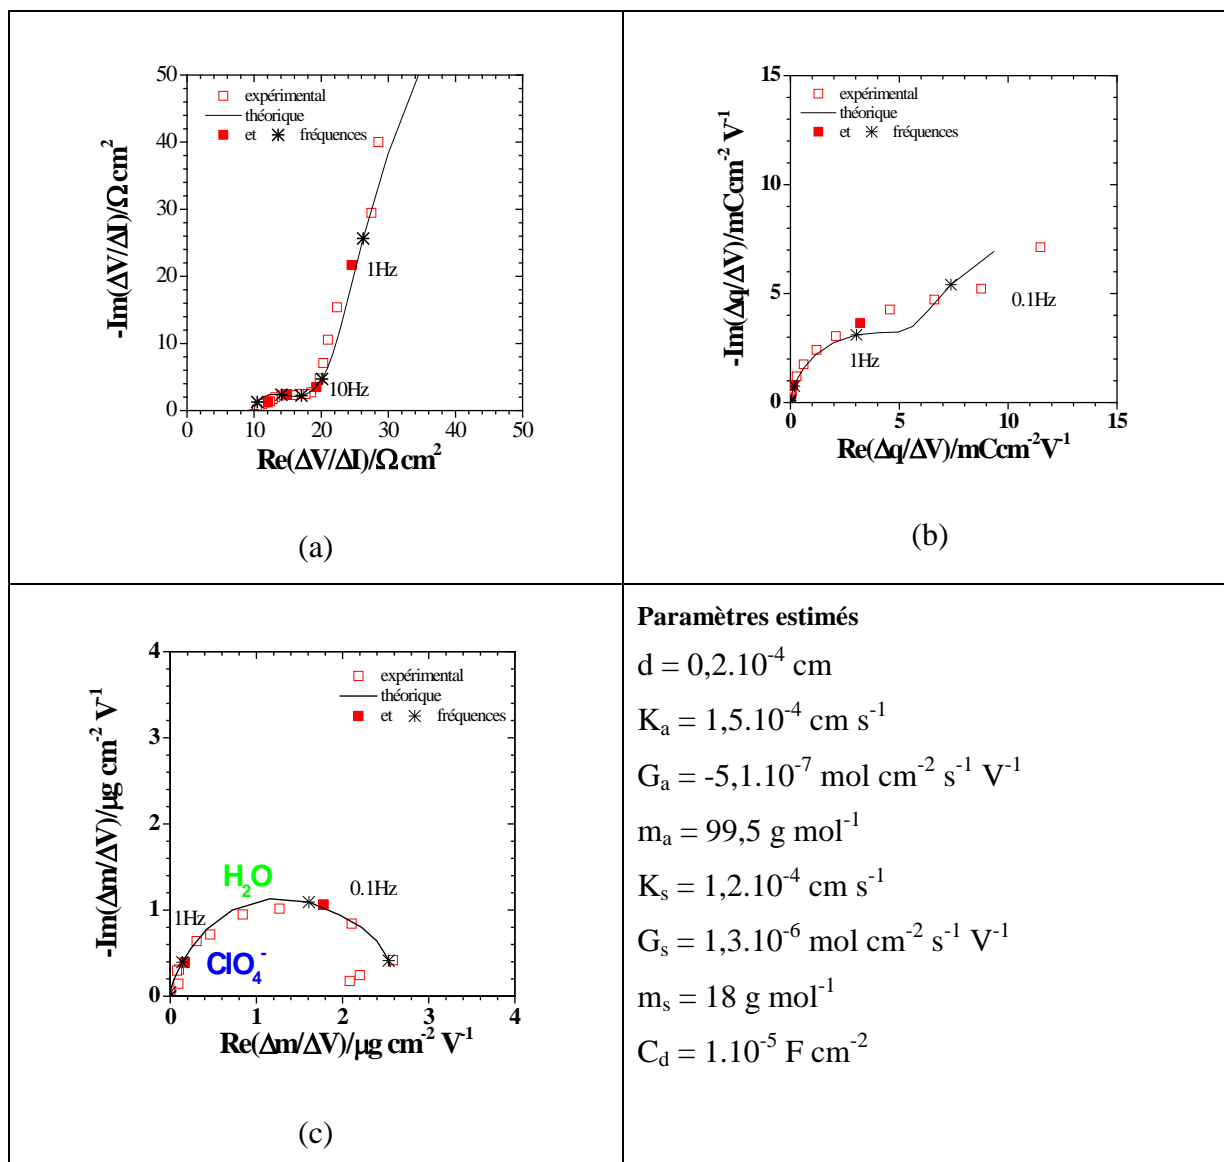 50
40
30
20
10
0
0 10 20 30 40 50
-Im(ΔV/ΔI)/Ω cm²
Re(ΔV/ΔI)/Ω cm²
expérimental
théorique
et fréquences
1Hz
10Hz
(a)
15
10
5
0
0 5 10 15
-Im(Δq/ΔV)/mCcm⁻² V⁻¹
Re(Δq/ΔV)/mCcm⁻²V⁻¹
expérimental
théorique
et fréquences
0.1Hz
1Hz
(b)
4
3
2
1
0
0 1 2 3 4
-Im(Δm/ΔV)/µg cm⁻² V⁻¹
Re(Δm/ΔV)/µg cm⁻² V⁻¹
expérimental
théorique
et fréquences
H₂O
0.1Hz
1Hz
ClO₄⁻
(c)
Paramètres estimés
d = 0,2.10⁻⁴ cm
Kₐ = 1,5.10⁻⁴ cm s⁻¹
Gₐ = -5,1.10⁻⁷ mol cm⁻² s⁻¹ V⁻¹
mₐ = 99,5 g mol⁻¹
Kₛ = 1,2.10⁻⁴ cm s⁻¹
Gₛ = 1,3.10⁻⁶ mol cm⁻² s⁻¹ V⁻¹
mₛ = 18 g mol⁻¹
C_d = 1.10⁻⁵ F cm⁻²